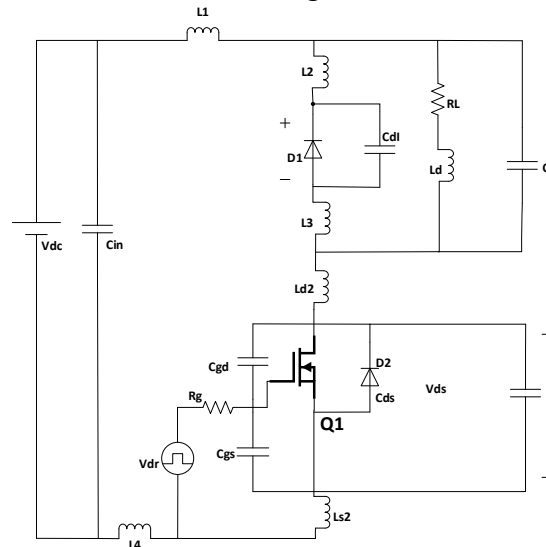 L1
L2
RL
+
Cdl
D1
Ld
C
–
L3
Vdc
Cin
Ld2
Cgd
D2
Rg
Cds
Vds
Q1
Cgs
Vdr
Ls2
L4